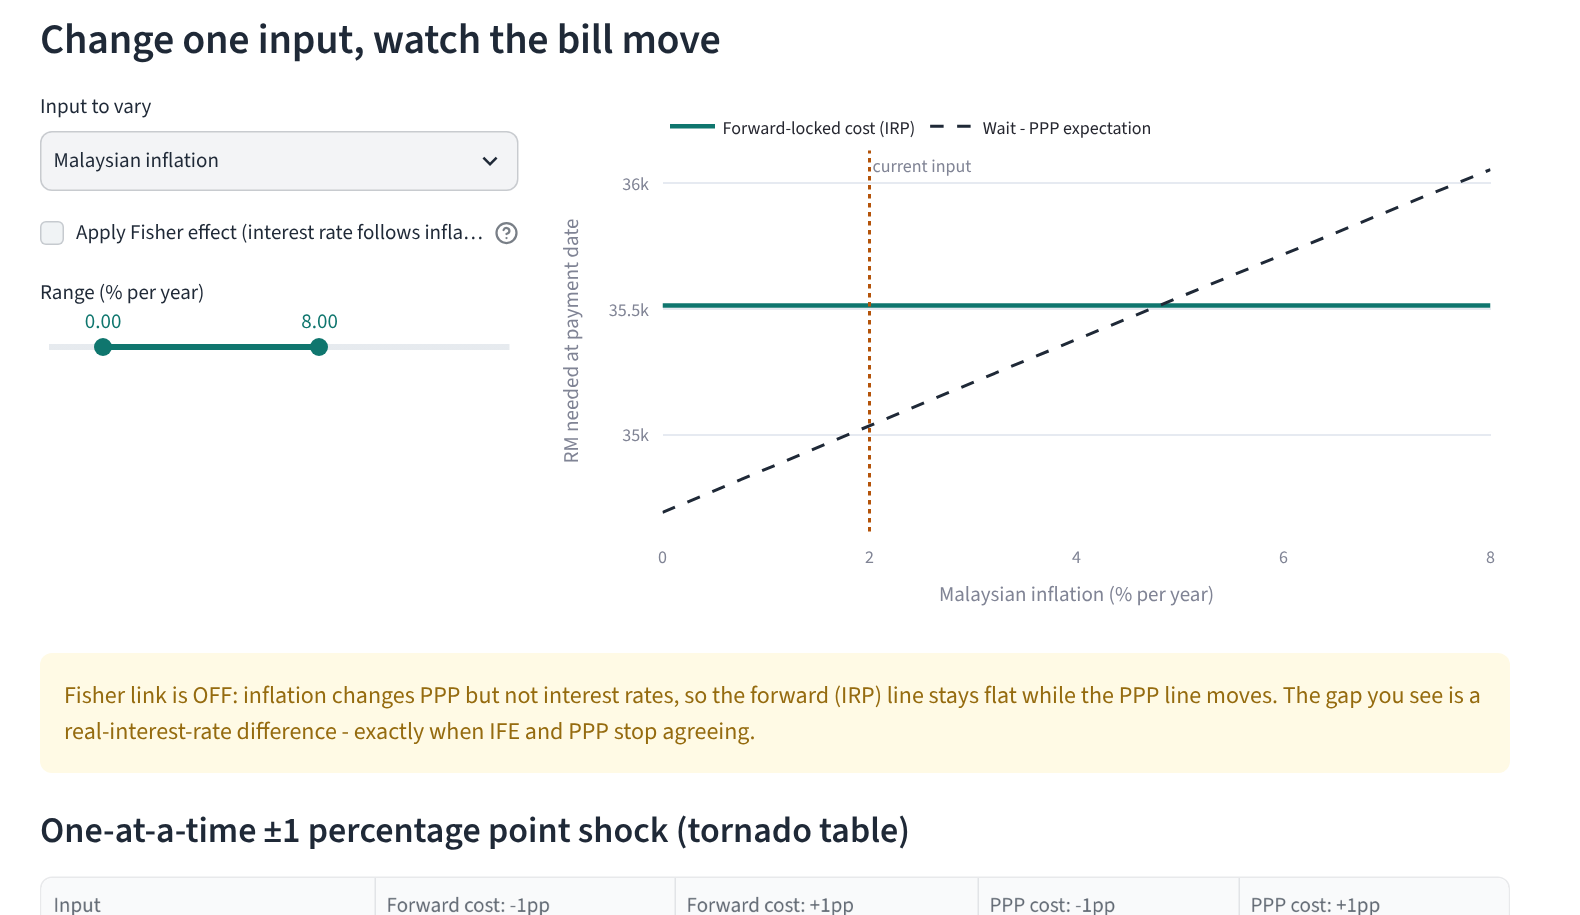 Change one input, watch the bill move
Input to vary
Malaysian inflation
Apply Fisher effect (interest rate follows infla…
Range (% per year)
0.00 8.00
Forward-locked cost (IRP) Wait - PPP expectation
current input
36k
35.5k
35k
RM needed at payment date
0 2 4 6 8
Malaysian inflation (% per year)
Fisher link is OFF: inflation changes PPP but not interest rates, so the forward (IRP) line stays flat while the PPP line moves. The gap you see is a
real-interest-rate difference - exactly when IFE and PPP stop agreeing.
One-at-a-time ±1 percentage point shock (tornado table)
Input Forward cost: -1pp Forward cost: +1pp PPP cost: -1pp PPP cost: +1pp